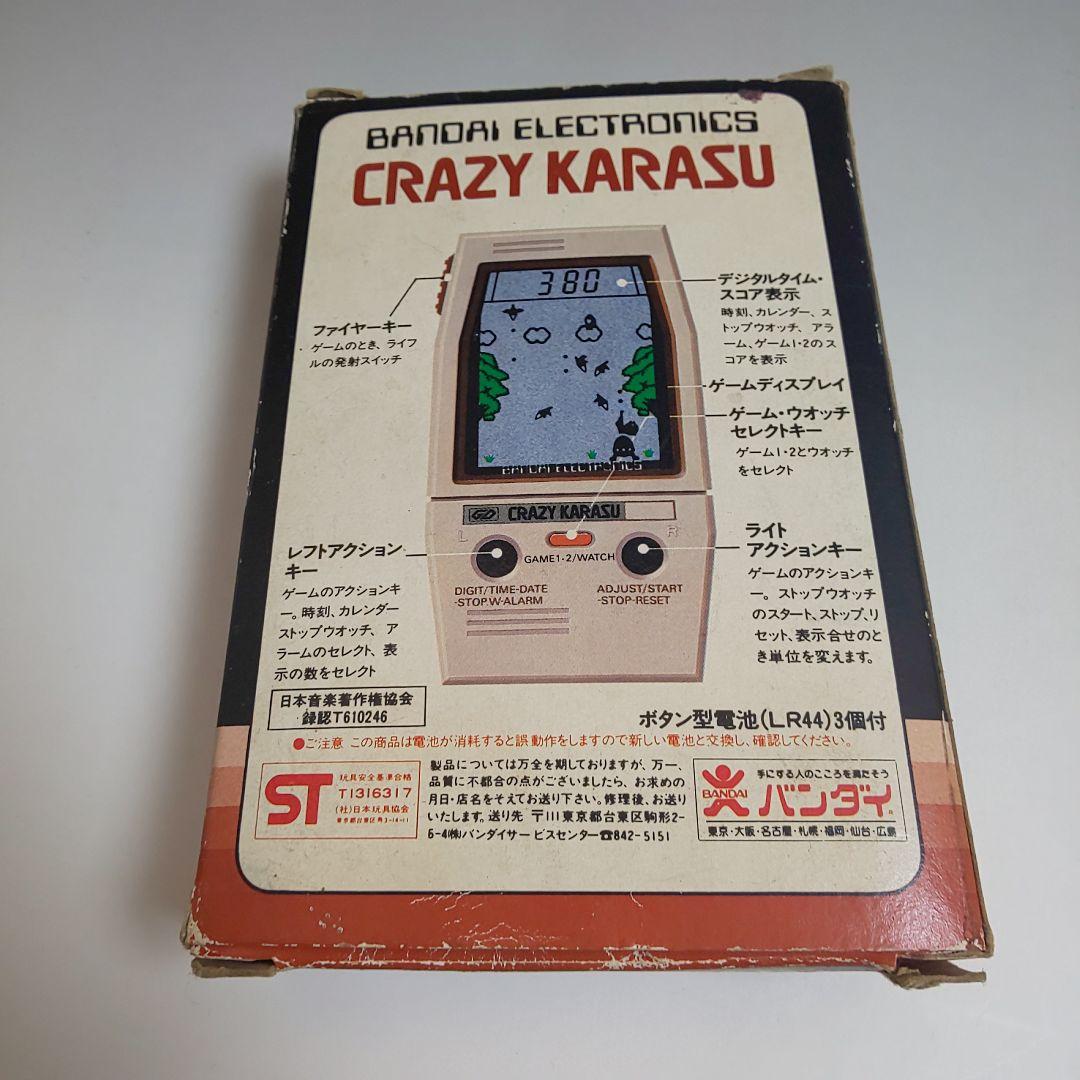 BANDAI ELECTRONICS
CRAZY KARASU
380
ファイヤーキー
ゲームのとき、ライフ
ルの発射スイッチ
デジタルタイム・
スコア表示
時刻、カレンダー、ス
トップウオッチ、アラ
ーム、ゲーム1・2のス
コアを表示
ゲームディスプレイ
ゲーム・ウオッチ
セレクトキー
ゲーム1・2とウオッチ
をセレクト
BANDAI ELECTRONICS
GD CRAZY KARASU
L
R
GAME1・2/WATCH
DIGIT/TIME-DATE
-STOP.W-ALARM
ADJUST/START
-STOP-RESET
レフトアクション
キー
ゲームのアクションキ
ー。時刻、カレンダー
ストップウオッチ、ア
ラームのセレクト、表
示の数をセレクト
ライト
アクションキー
ゲームのアクションキ
ー。ストップウオッチ
のスタート、ストップ、リ
セット、表示合せのと
き単位を変えます。
日本音楽著作権協会
録認T610246
ボタン型電池(LR44)3個付
●ご注意 この商品は電池が消耗すると誤動作をしますので新しい電池と交換し、確認してください。
ST
玩具安全基準合格
T1316317
(社)日本玩具協会
製品については万全を期しておりますが、万一、
品質に不都合の点がございましたら、お求めの
月日・店名をそえてお送り下さい。修理後、お送り
いたします。送り先 〒111東京都台東区駒形2-
5-4㈱バンダイサービスセンター☎842-5151
BANDAI
手にする人のこころを満たそう
バンダイ
東京・大阪・名古屋・札幌・福岡・仙台・広島